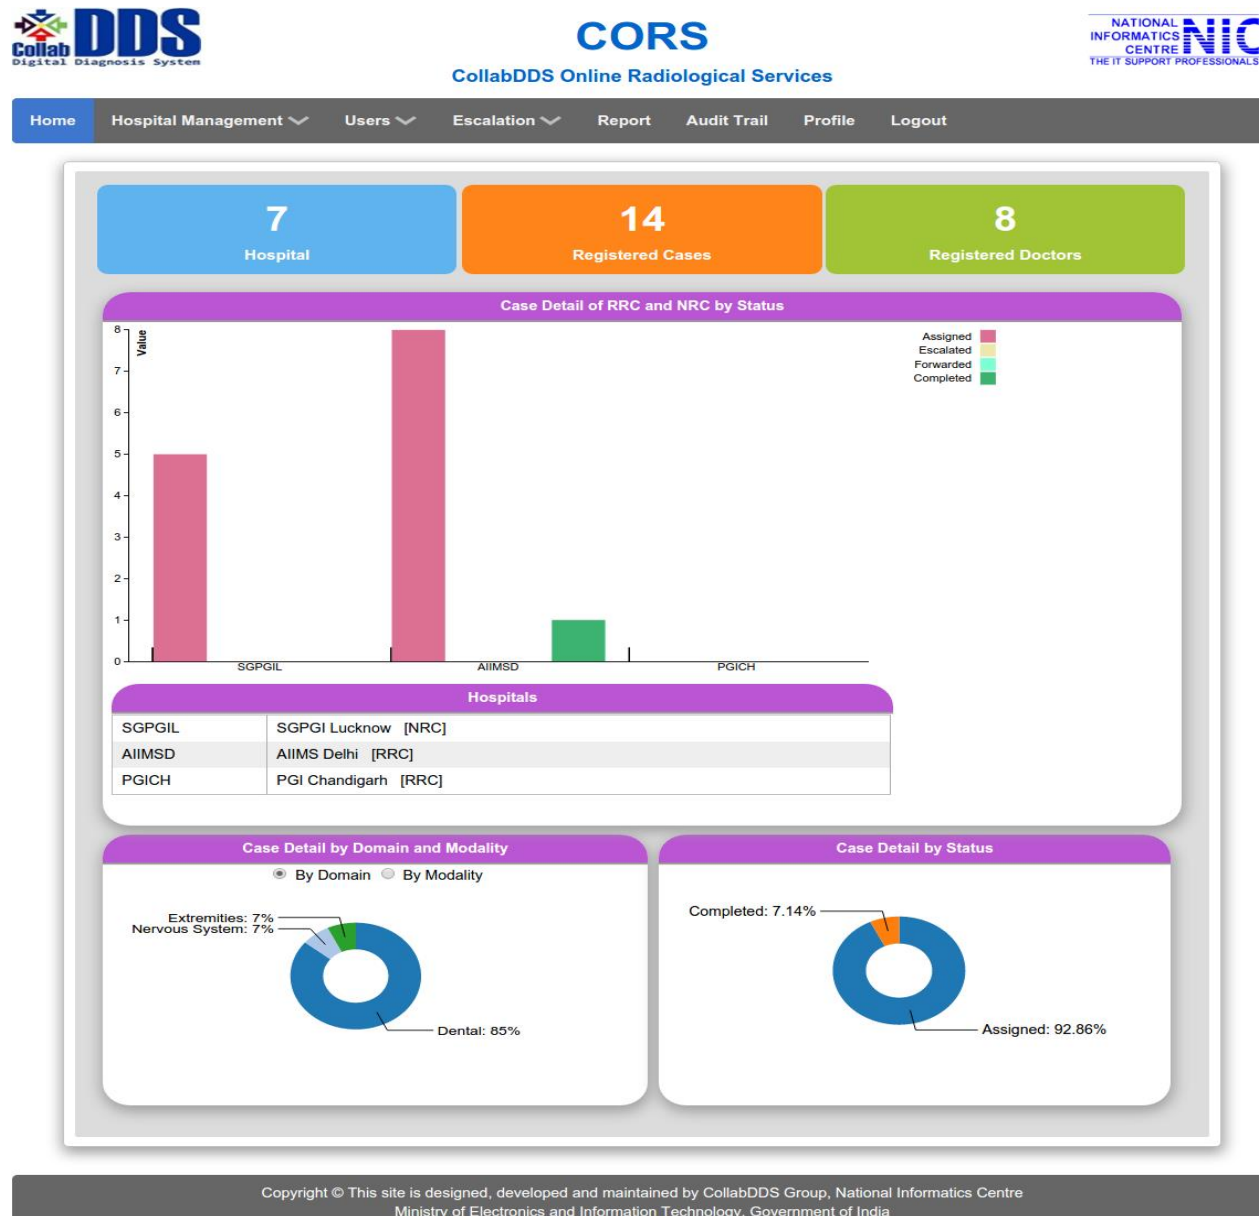 Collab DDS
Digital Diagnosis System
CORS
CollabDDS Online Radiological Services
NATIONAL
INFORMATICS
CENTRE
NIC
THE IT SUPPORT PROFESSIONALS
Home Hospital Management Users Escalation Report Audit Trail Profile Logout
7
Hospital
14
Registered Cases
8
Registered Doctors
Case Detail of RRC and NRC by Status
Value
8
7
6
5
4
3
2
1
0
SGPGIL AIIMSD PGICH
Assigned
Escalated
Forwarded
Completed
Hospitals
SGPGIL SGPGI Lucknow [NRC]
AIIMSD AIIMS Delhi [RRC]
PGICH PGI Chandigarh [RRC]
Case Detail by Domain and Modality
By Domain By Modality
Extremities: 7%
Nervous System: 7%
Dental: 85%
Case Detail by Status
Completed: 7.14%
Assigned: 92.86%
Copyright © This site is designed, developed and maintained by CollabDDS Group, National Informatics Centre
Ministry of Electronics and Information Technology, Government of India